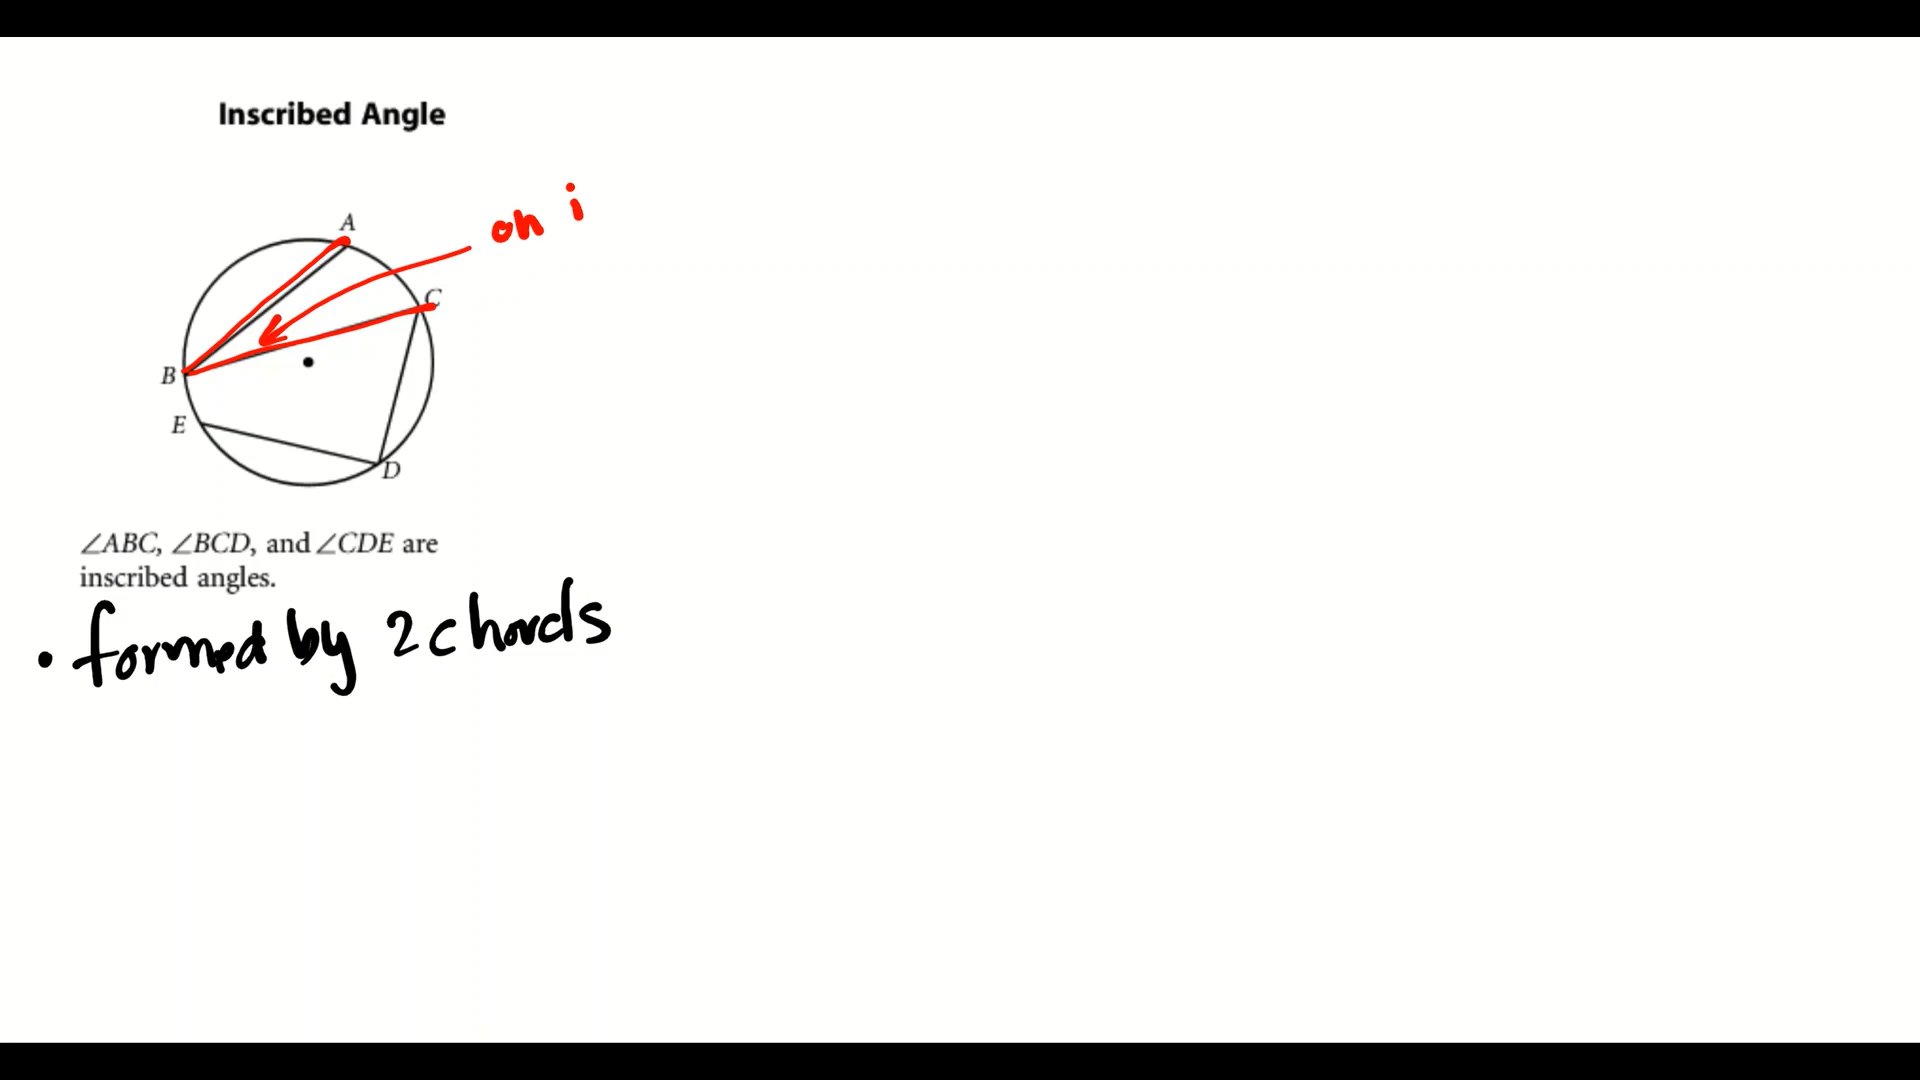 Inscribed Angle
A
on i
C
B
E
D
∠ABC, ∠BCD, and ∠CDE are
inscribed angles.
• formed by 2 chords